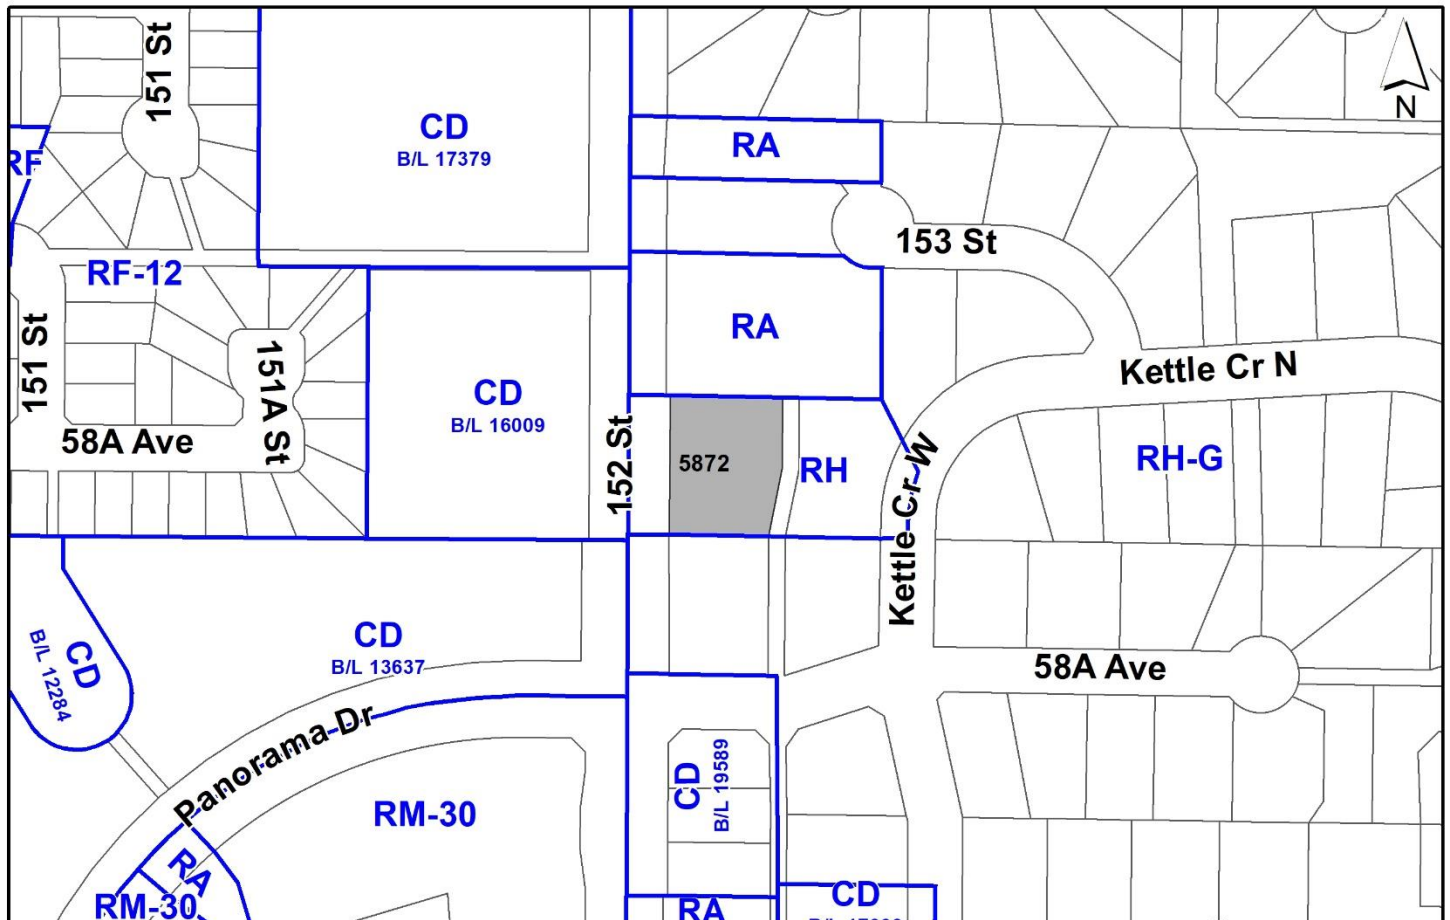 151 St
CD
B/L 17379
RA
N
RF
153 St
RF-12
RA
151 St
151A St
Kettle Cr N
CD
B/L 16009
58A Ave
152 St
5872
RH
Kettle Cr W
RH-G
CD
B/L 13637
CD
B/L 12284
58A Ave
Panorama Dr
CD
B/L 19589
RM-30
RA
RM-30
RA
CD